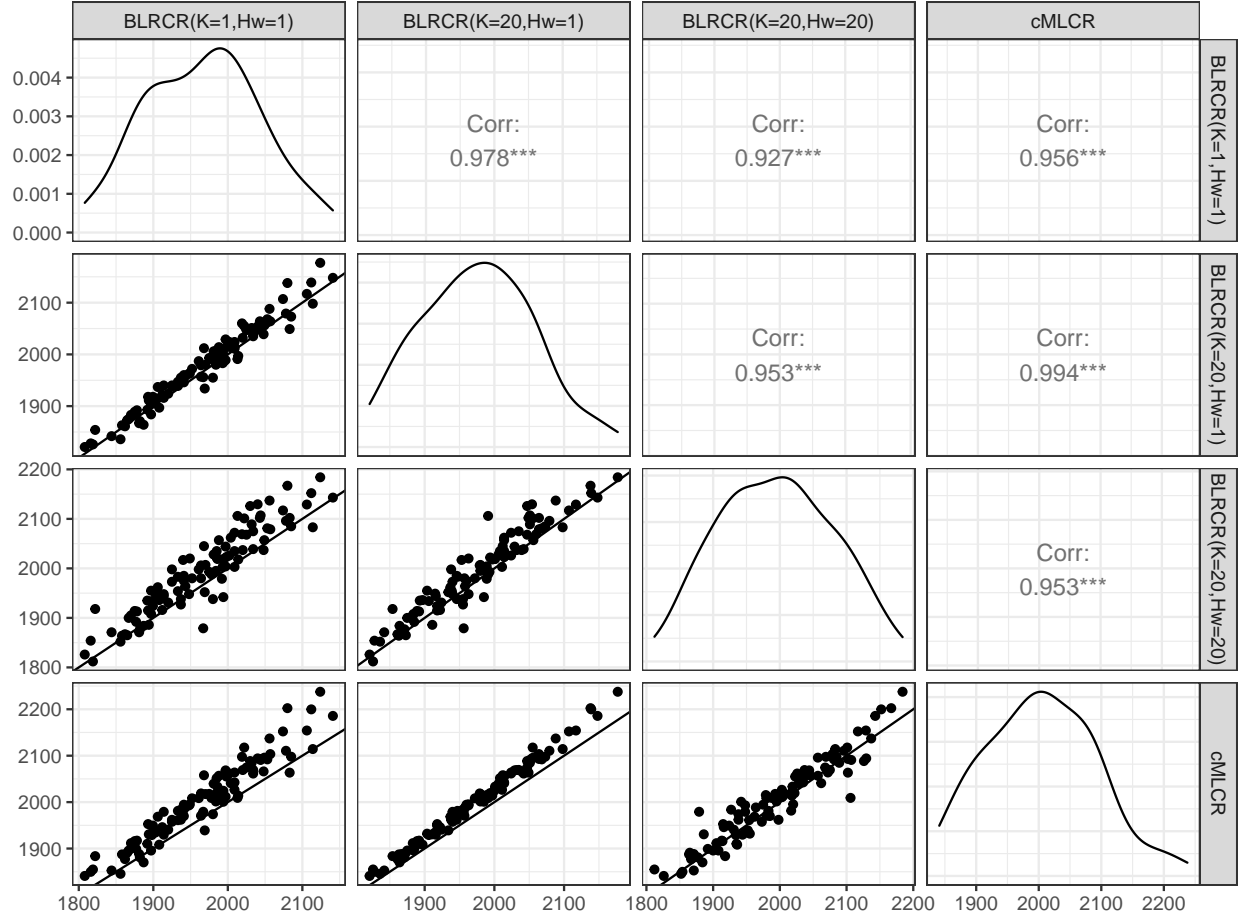 BLRCR(K=1,Hw=1)
BLRCR(K=20,Hw=1)
BLRCR(K=20,Hw=20)
cMLCR
0.004
0.003
0.002
0.001
0.000
Corr:
0.978***
Corr:
0.927***
Corr:
0.956***
BLRCR(K=1,Hw=1)
2100
2000
1900
Corr:
0.953***
Corr:
0.994***
BLRCR(K=20,Hw=1)
2200
2100
2000
1900
1800
Corr:
0.953***
BLRCR(K=20,Hw=20)
2200
2100
2000
1900
cMLCR
1800 1900 2000 2100
1900 2000 2100
1800 1900 2000 2100 2200
1900 2000 2100 2200